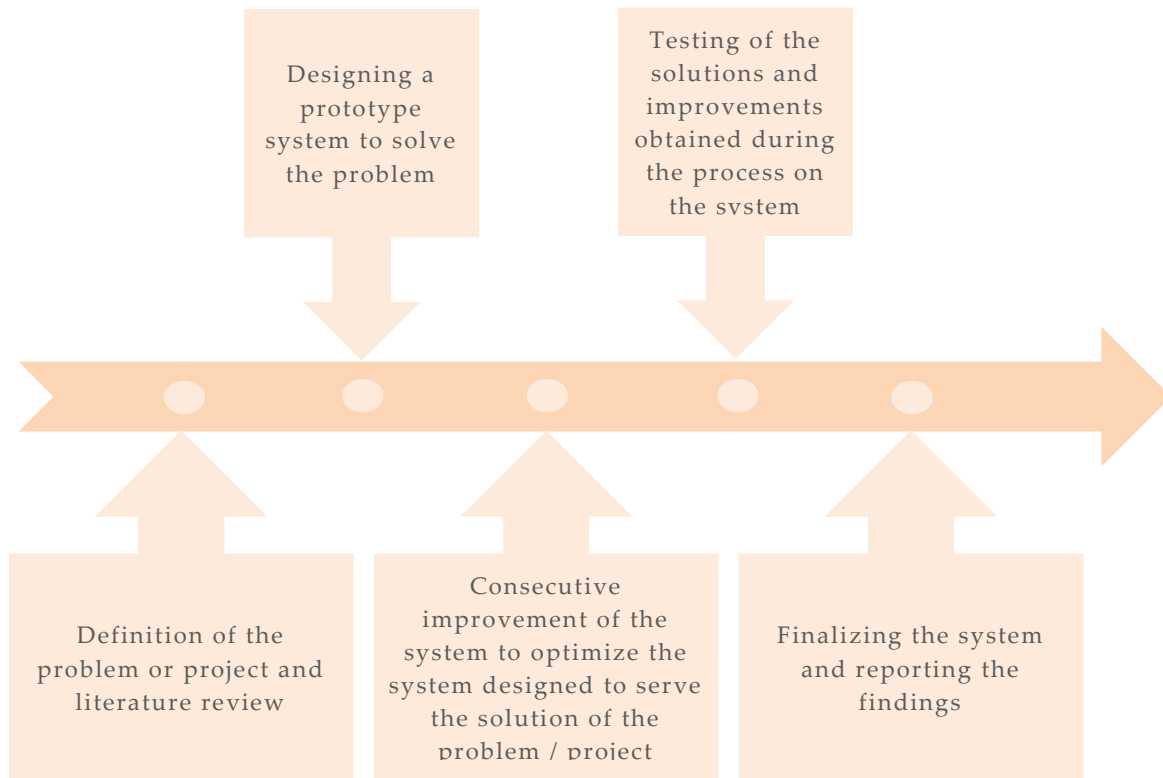 Designing a
prototype
system to solve
the problem
Testing of the
solutions and
improvements
obtained during
the process on
the system
Definition of the
problem or project and
literature review
Consecutive
improvement of the
system to optimize the
system designed to serve
the solution of the
problem / project
Finalizing the system
and reporting the
findings